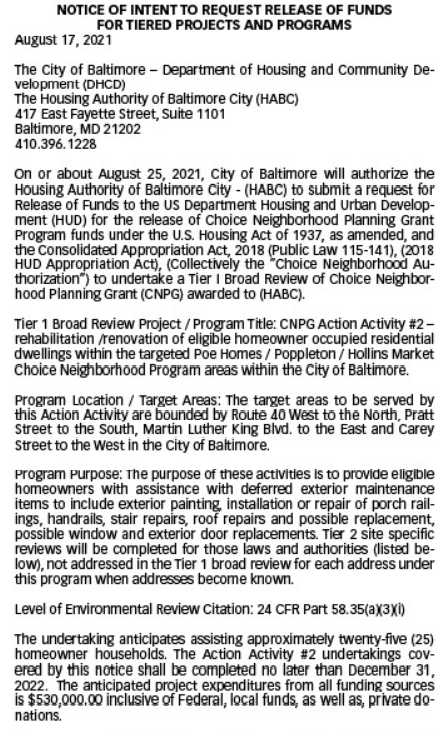 NOTICE OF INTENT TO REQUEST RELEASE OF FUNDS
FOR TIERED PROJECTS AND PROGRAMS
August 17, 2021
The City of Baltimore – Department of Housing and Community De-
velopment (DHCD)
The Housing Authority of Baltimore City (HABC)
417 East Fayette Street, Suite 1101
Baltimore, MD 21202
410.396.1228
On or about August 25, 2021, City of Baltimore will authorize the
Housing Authority of Baltimore City - (HABC) to submit a request for
Release of Funds to the US Department Housing and Urban Develop-
ment (HUD) for the release of Choice Neighborhood Planning Grant
Program funds under the U.S. Housing Act of 1937, as amended, and
the Consolidated Appropriation Act, 2018 (Public Law 115-141), (2018
HUD Appropriation Act), (Collectively the "Choice Neighborhood Au-
thorization") to undertake a Tier I Broad Review of Choice Neighbor-
hood Planning Grant (CNPG) awarded to (HABC).
Tier 1 Broad Review Project / Program Title: CNPG Action Activity #2 –
rehabilitation /renovation of eligible homeowner occupied residential
dwellings within the targeted Poe Homes / Poppleton / Hollins Market
Choice Neighborhood Program areas within the City of Baltimore.
Program Location / Target Areas: The target areas to be served by
this Action Activity are bounded by Route 40 West to the North, Pratt
Street to the South, Martin Luther King Blvd. to the East and Carey
Street to the West in the City of Baltimore.
Program Purpose: The purpose of these activities is to provide eligible
homeowners with assistance with deferred exterior maintenance
items to include exterior painting, installation or repair of porch rail-
ings, handrails, stair repairs, roof repairs and possible replacement,
possible window and exterior door replacements. Tier 2 site specific
reviews will be completed for those laws and authorities (listed be-
low), not addressed in the Tier 1 broad review for each address under
this program when addresses become known.
Level of Environmental Review Citation: 24 CFR Part 58.35(a)(3)(i)
The undertaking anticipates assisting approximately twenty-five (25)
homeowner households. The Action Activity #2 undertakings cov-
ered by this notice shall be completed no later than December 31,
2022. The anticipated project expenditures from all funding sources
is $530,000.00 inclusive of Federal, local funds, as well as, private do-
nations.